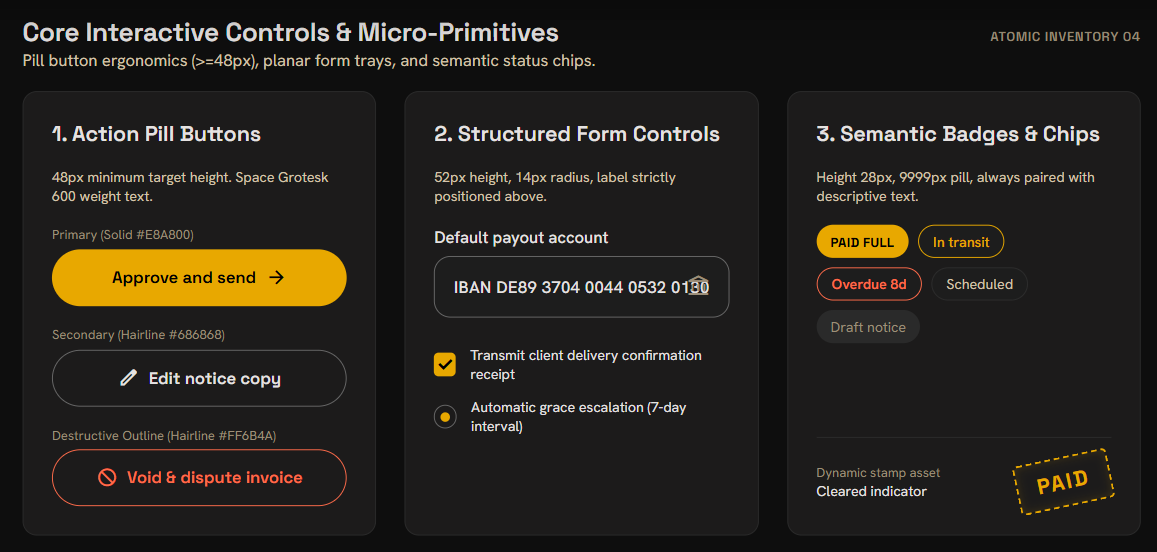 Core Interactive Controls & Micro-Primitives
ATOMIC INVENTORY 04
Pill button ergonomics (>=48px), planar form trays, and semantic status chips.
1. Action Pill Buttons
48px minimum target height. Space Grotesk
600 weight text.
Primary (Solid #E8A800)
Approve and send →
Secondary (Hairline #686868)
Edit notice copy
Destructive Outline (Hairline #FF6B4A)
Void & dispute invoice
2. Structured Form Controls
52px height, 14px radius, label strictly
positioned above.
Default payout account
IBAN DE89 3704 0044 0532 0130
Transmit client delivery confirmation
receipt
Automatic grace escalation (7-day
interval)
3. Semantic Badges & Chips
Height 28px, 9999px pill, always paired with
descriptive text.
PAID FULL
In transit
Overdue 8d
Scheduled
Draft notice
Dynamic stamp asset
Cleared indicator
PAID